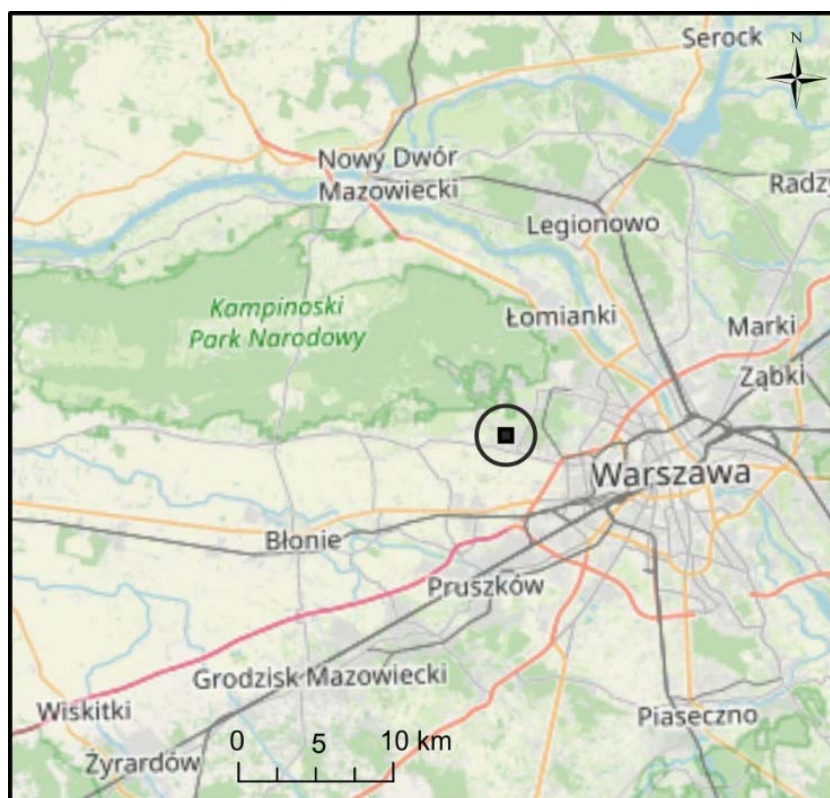 Serock
N
Nowy Dwór
Mazowiecki
Radzy
Legionowo
Kampinoski
Park Narodowy
Łomianki
Marki
Ząbki
Warszawa
Błonie
Pruszków
Grodzisk Mazowiecki
Wiskitki
Piaseczno
Żyrardów
0 5 10 km